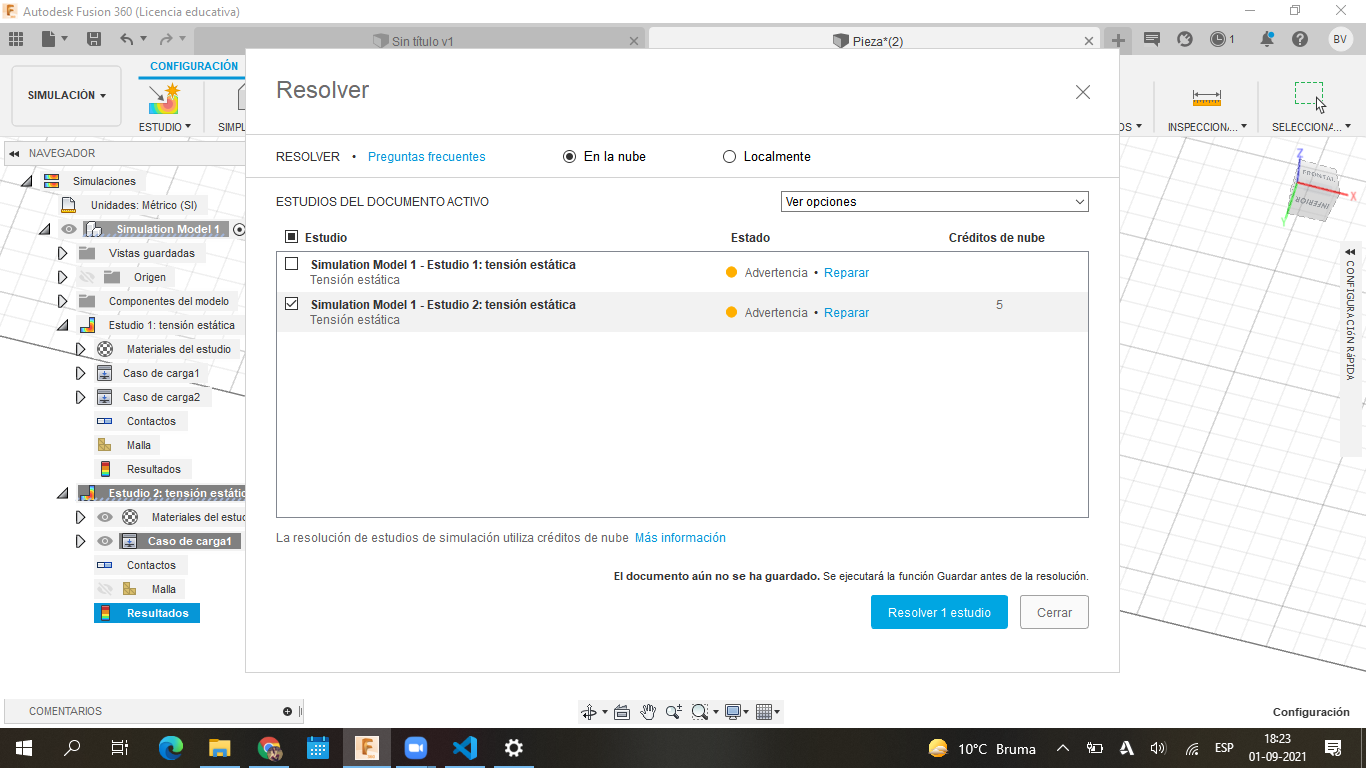 Autodesk Fusion 360 (Licencia educativa)
Sin título v1
Pieza*(2)
1
BV
SIMULACIÓN
CONFIGURACIÓN
ESTUDIO
SIMPL
OS
INSPECCIONA...
SELECCIONA...
NAVEGADOR
Simulaciones
Unidades: Métrico (SI)
Simulation Model 1
Vistas guardadas
Origen
Componentes del modelo
Estudio 1: tensión estática
Materiales del estudio
Caso de carga1
Caso de carga2
Contactos
Malla
Resultados
Estudio 2: tensión estátic
Materiales del estud
Caso de carga1
Contactos
Malla
Resultados
Resolver
RESOLVER • Preguntas frecuentes
En la nube
Localmente
ESTUDIOS DEL DOCUMENTO ACTIVO
Ver opciones
Estudio Estado Créditos de nube
Simulation Model 1 - Estudio 1: tensión estática
Tensión estática
Advertencia • Reparar
Simulation Model 1 - Estudio 2: tensión estática
Tensión estática
Advertencia • Reparar
5
La resolución de estudios de simulación utiliza créditos de nube Más información
El documento aún no se ha guardado. Se ejecutará la función Guardar antes de la resolución.
Resolver 1 estudio
Cerrar
Z
FRONTAL
X
INFERIOR
Y
CONFIGURACIÓN RÁPIDA
COMENTARIOS
Configuración
10°C Bruma
ESP
18:23
01-09-2021